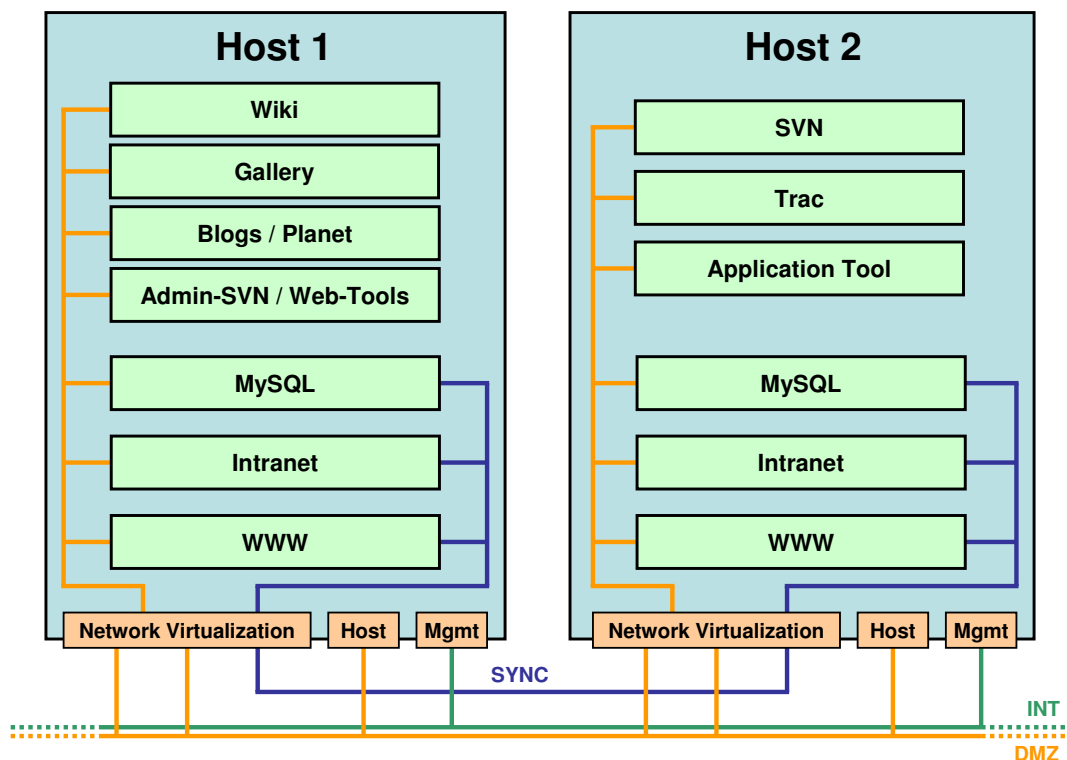 Host 1
Wiki
Gallery
Blogs / Planet
Admin-SVN / Web-Tools
MySQL
Intranet
WWW
Network Virtualization
Host
Mgmt
Host 2
SVN
Trac
Application Tool
MySQL
Intranet
WWW
Network Virtualization
Host
Mgmt
SYNC
INT
DMZ